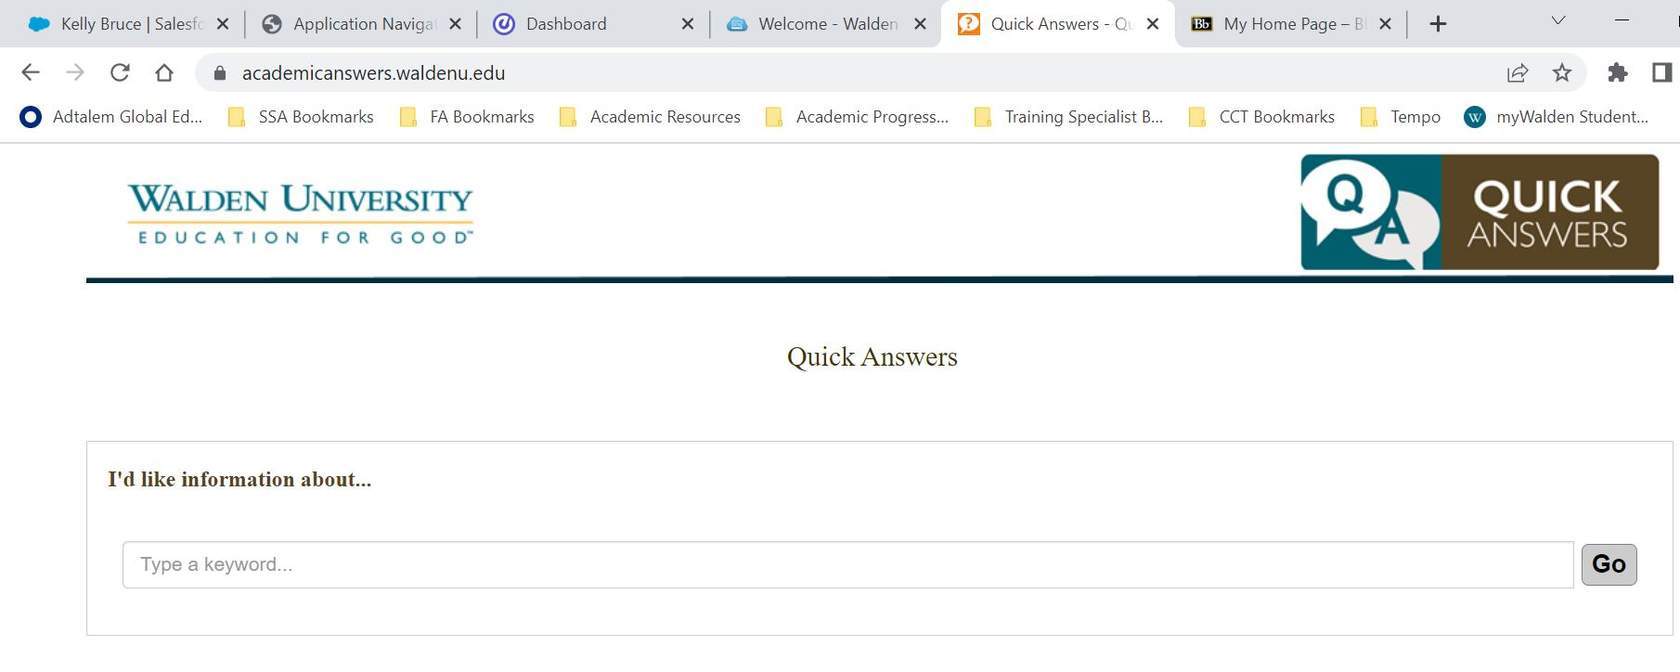 Kelly Bruce | Salesfo
Application Navigat
Dashboard
Welcome - Walden
Quick Answers - Qu
Bb My Home Page – Bl
academicanswers.waldenu.edu
Adtalem Global Ed...
SSA Bookmarks
FA Bookmarks
Academic Resources
Academic Progress...
Training Specialist B...
CCT Bookmarks
Tempo
W myWalden Student...
WALDEN UNIVERSITY
EDUCATION FOR GOOD™
Q A
QUICK
ANSWERS
Quick Answers
I'd like information about...
Type a keyword...
Go